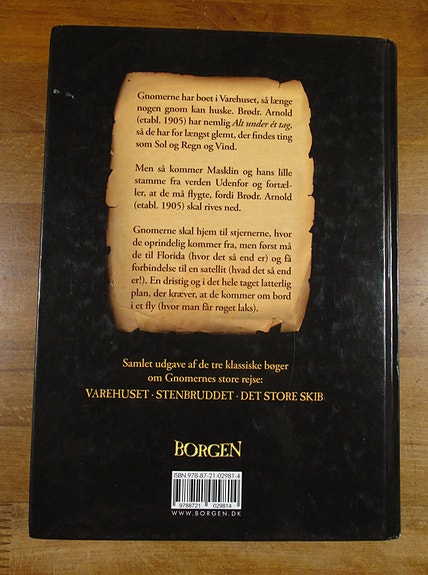 Gnomerne har boet i Varehuset, så længe
nogen gnom kan huske. Brødr. Arnold
(etabl. 1905) har nemlig Alt under ét tag,
så de har for længst glemt, der findes ting
som Sol og Regn og Vind.
Men så kommer Masklin og hans lille
stamme fra verden Udenfor og fortæl-
ler, at de må flygte, fordi Brødr. Arnold
(etabl. 1905) skal rives ned.
Gnomerne skal hjem til stjernerne, hvor
de oprindelig kommer fra, men først må
de til Florida (hvor det så end er) og få
forbindelse til en satellit (hvad det så end
er!). En dristig og i det hele taget latterlig
plan, der kræver, at de kommer om bord
i et fly (hvor man får røget laks).
Samlet udgave af de tre klassiske bøger
om Gnomernes store rejse:
VAREHUSET · STENBRUDDET · DET STORE SKIB
BORGEN
ISBN 978-87-21-02981-4
9788721 029814
WWW.BORGEN.DK